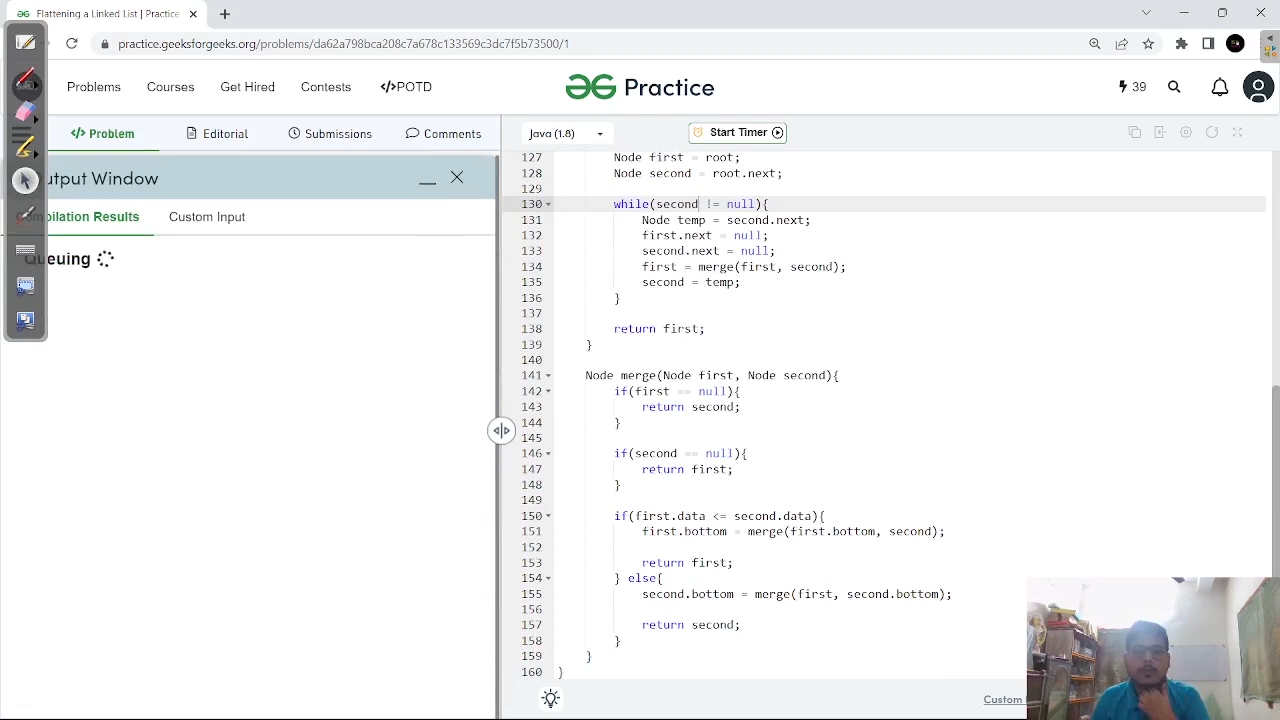 Flattening a Linked List | Practice
practice.geeksforgeeks.org/problems/da62a798bca208c7a678c133569c3dc7f5b73500/1
Problems Courses Get Hired Contests </>POTD Practice 39
</> Problem Editorial Submissions Comments Java (1.8) Start Timer
utput Window
mpilation Results Custom Input
Queuing
127 Node first = root;
128 Node second = root.next;
129
130 while(second != null){
131 Node temp = second.next;
132 first.next = null;
133 second.next = null;
134 first = merge(first, second);
135 second = temp;
136 }
137
138 return first;
139 }
140
141 Node merge(Node first, Node second){
142 if(first == null){
143 return second;
144 }
145
146 if(second == null){
147 return first;
148 }
149
150 if(first.data <= second.data){
151 first.bottom = merge(first.bottom, second);
152
153 return first;
154 } else{
155 second.bottom = merge(first, second.bottom);
156
157 return second;
158 }
159 }
160 }
Custom